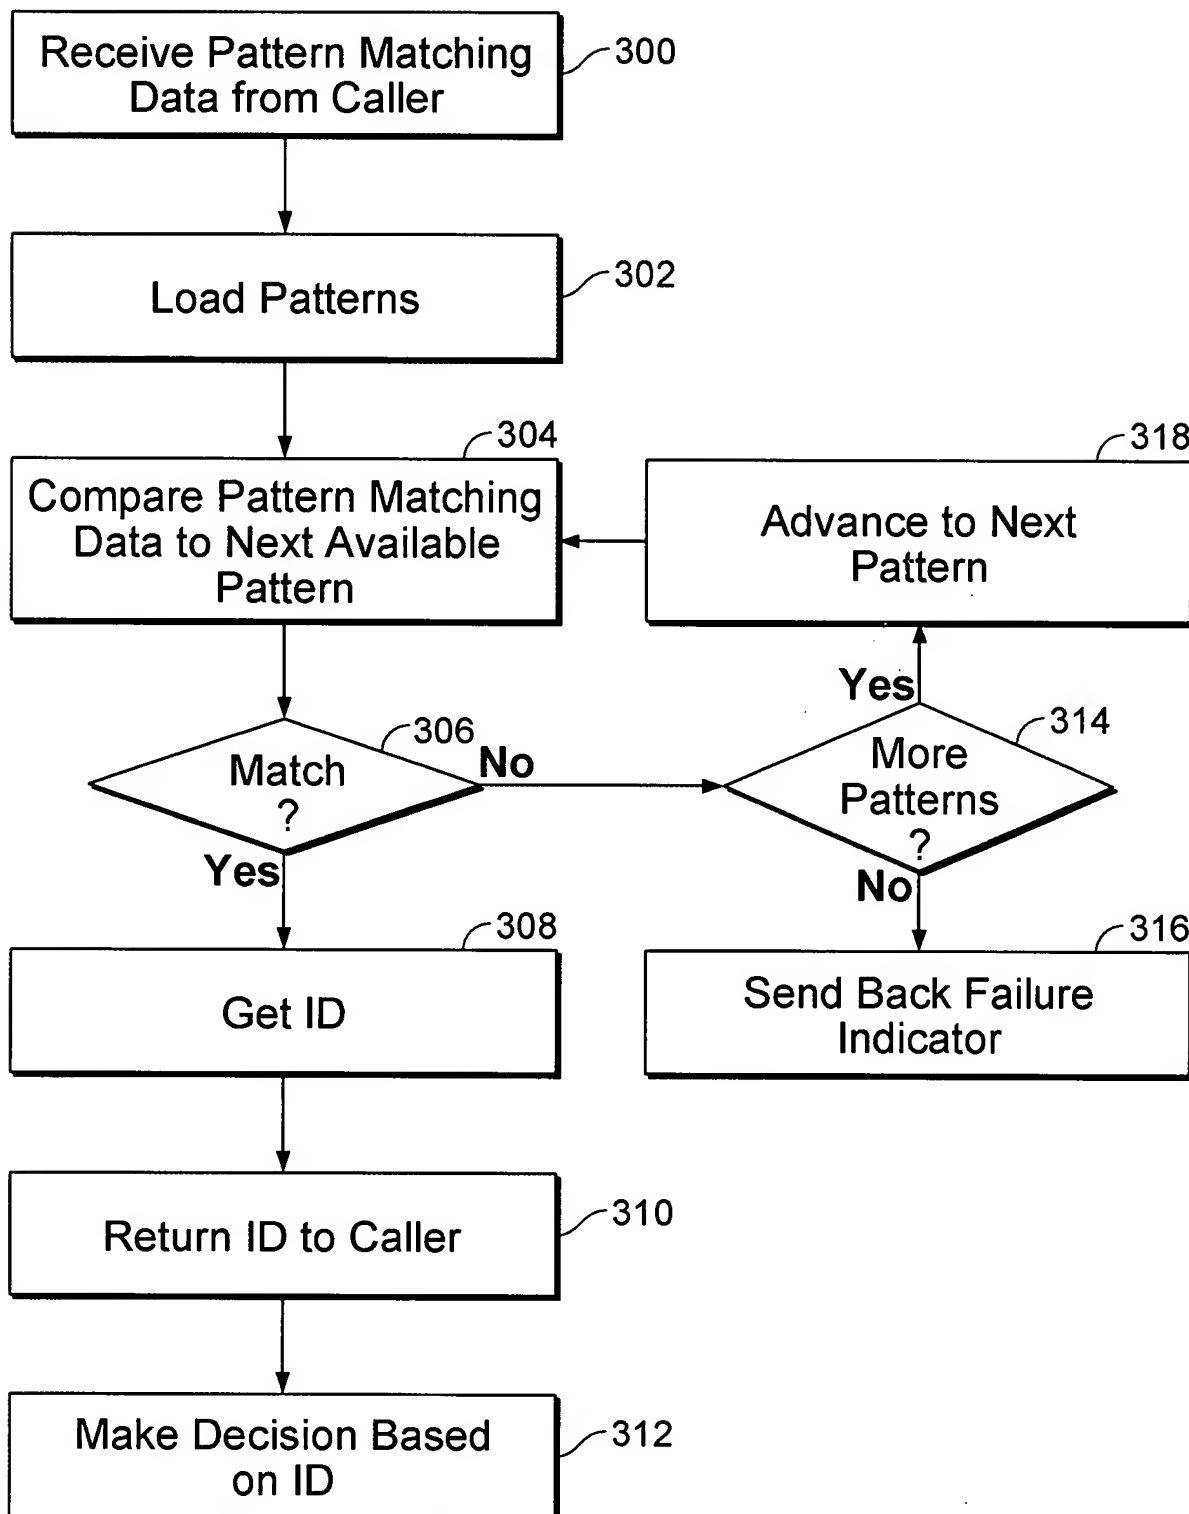 Receive Pattern Matching
Data from Caller
300
Load Patterns
302
304
Compare Pattern Matching
Data to Next Available
Pattern
318
Advance to Next
Pattern
306
Match
?
No
Yes
314
More
Patterns
?
Yes
No
308
Get ID
316
Send Back Failure
Indicator
Return ID to Caller
310
Make Decision Based
on ID
312